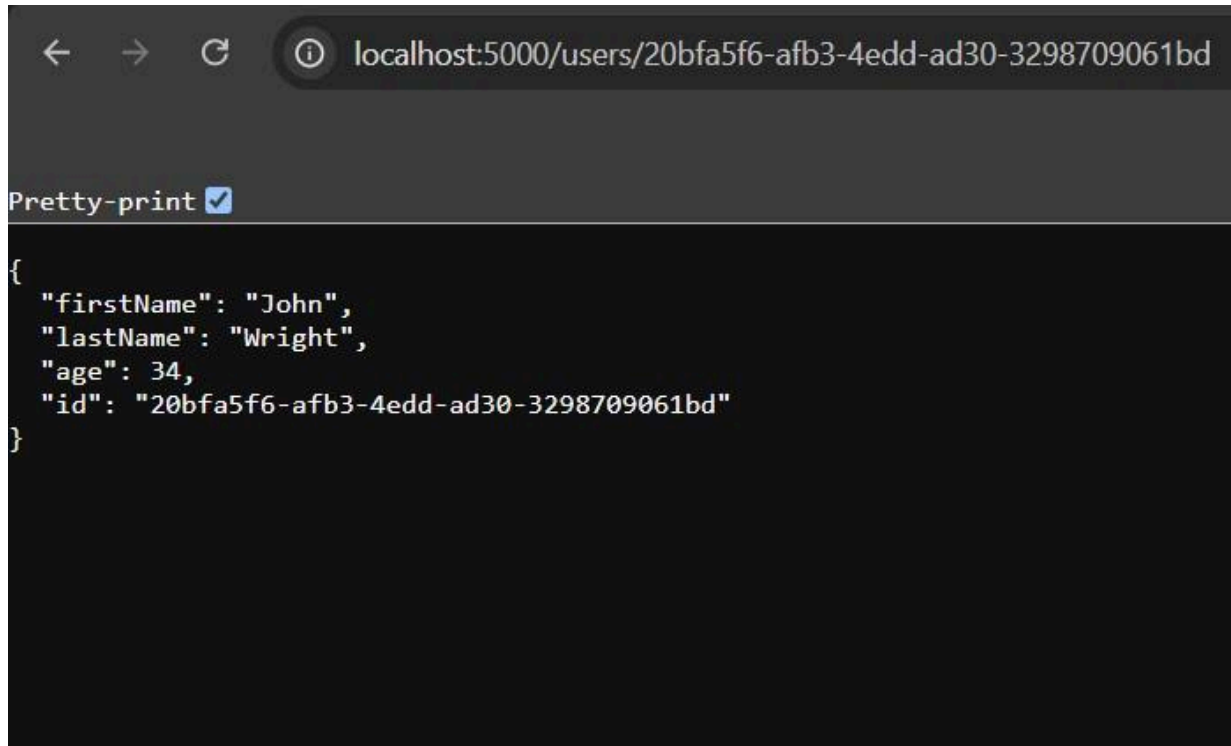 localhost:5000/users/20bfa5f6-afb3-4edd-ad30-3298709061bd
Pretty-print
{
  "firstName": "John",
  "lastName": "Wright",
  "age": 34,
  "id": "20bfa5f6-afb3-4edd-ad30-3298709061bd"
}